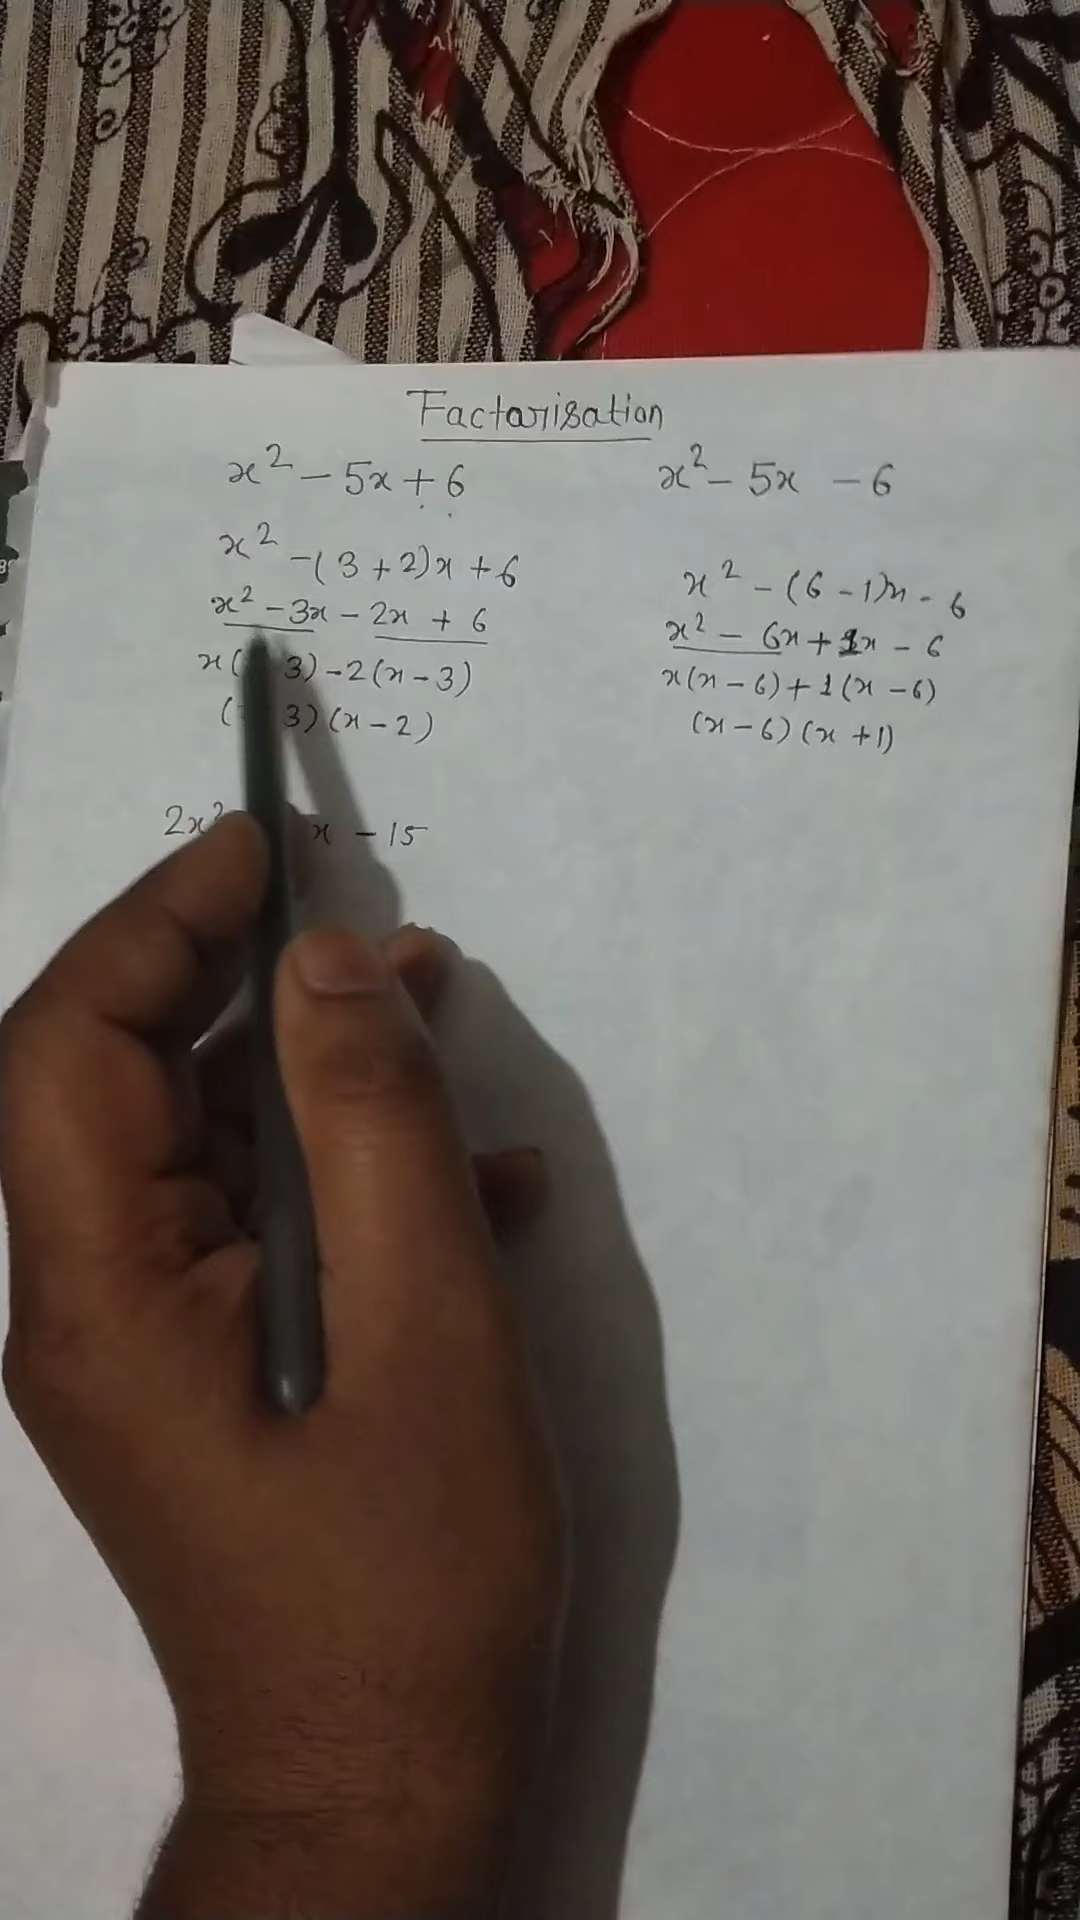 Factarisation
x² - 5x + 6
x² - (3 + 2)x + 6
x² - 3x - 2x + 6
x( 3) - 2(x - 3)
( 3)(x - 2)
2x² x - 15
x² - 5x - 6
x² - (6 - 1)x - 6
x² - 6x + 1x - 6
x(x - 6) + 1(x - 6)
(x - 6)(x + 1)